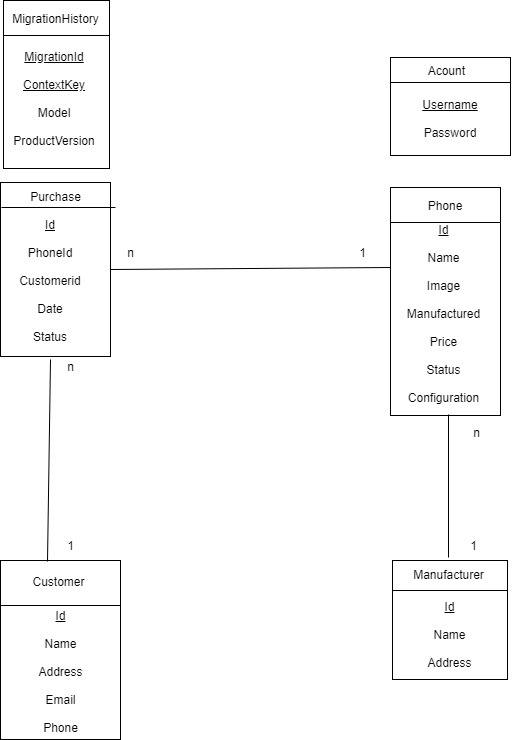 MigrationHistory
MigrationId
ContextKey
Model
ProductVersion
Acount
Username
Password
Purchase
Id
PhoneId
Customerid
Date
Status
n
1
Phone
Id
Name
Image
Manufactured
Price
Status
Configuration
n
1
n
1
Customer
Id
Name
Address
Email
Phone
Manufacturer
Id
Name
Address